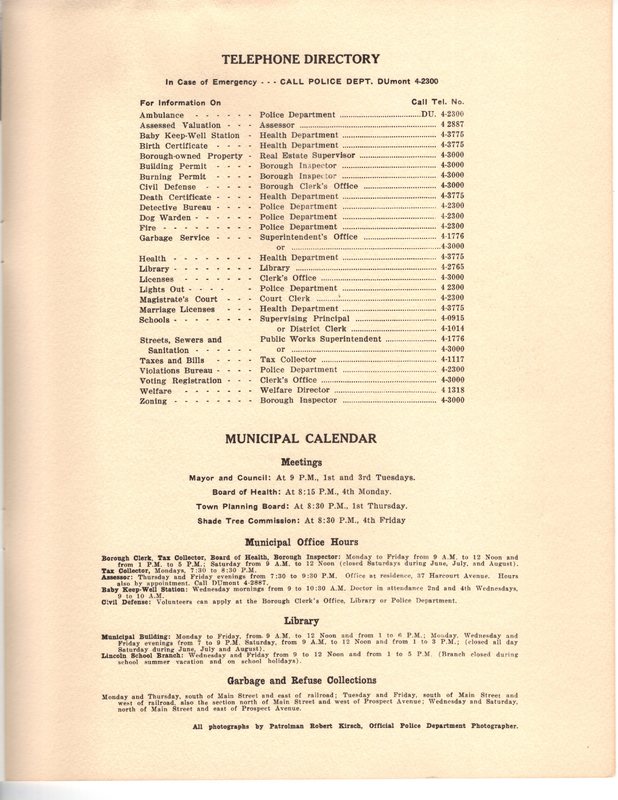 TELEPHONE DIRECTORY
In Case of Emergency - - - CALL POLICE DEPT. DUmont 4-2300
For Information On Call Tel. No.
Ambulance - - - - - - Police Department ........ DU. 4-2300
Assessed Valuation - - - Assessor ........ 4 2887
Baby Keep-Well Station - Health Department ........ 4-3775
Birth Certificate - - - - Health Department ........ 4-3775
Borough-owned Property - Real Estate Supervisor ........ 4-3000
Building Permit - - - - Borough Inspector ........ 4-3000
Burning Permit - - - - Borough Inspector ........ 4-3000
Civil Defense - - - - - Borough Clerk's Office ........ 4-3000
Death Certificate - - - - Health Department ........ 4-3775
Detective Bureau - - - - Police Department ........ 4-2300
Dog Warden - - - - - - Police Department ........ 4-2300
Fire - - - - - - - - - Police Department ........ 4-2300
Garbage Service - - - - Superintendent's Office ........ 4-1776
or ........ 4-3000
Health - - - - - - - - Health Department ........ 4-3775
Library - - - - - - - - Library ........ 4-2765
Licenses - - - - - - - Clerk's Office ........ 4-3000
Lights Out - - - - - Police Department ........ 4 2300
Magistrate's Court - - - Court Clerk ........ 4-2300
Marriage Licenses - - - Health Department ........ 4-3775
Schools - - - - - - - - Supervising Principal ........ 4-0915
or District Clerk ........ 4-1014
Streets, Sewers and Public Works Superintendent ........ 4-1776
Sanitation - - - - - - or ........ 4-3000
Taxes and Bills - - - - Tax Collector ........ 4-1117
Violations Bureau - - - - Police Department ........ 4-2300
Voting Registration - - - Clerk's Office ........ 4-3000
Welfare - - - - - - - Welfare Director ........ 4 1318
Zoning - - - - - - - - Borough Inspector ........ 4-3000
MUNICIPAL CALENDAR
Meetings
Mayor and Council: At 9 P.M., 1st and 3rd Tuesdays.
Board of Health: At 8:15 P.M., 4th Monday.
Town Planning Board: At 8:30 P.M., 1st Thursday.
Shade Tree Commission: At 8:30 P.M., 4th Friday
Municipal Office Hours
Borough Clerk, Tax Collector, Board of Health, Borough Inspector: Monday to Friday from 9 A.M. to 12 Noon and
from 1 P.M. to 5 P.M.; Saturday from 9 A.M. to 12 Noon (closed Saturdays during June, July, and August).
Tax Collector, Mondays, 7:30 to 8:30 P.M.
Assessor: Thursday and Friday evenings from 7:30 to 9:30 P.M. Office at residence, 37 Harcourt Avenue. Hours
also by appointment. Call DUmont 4-2887.
Baby Keep-Well Station: Wednesday mornings from 9 to 10:30 A.M. Doctor in attendance 2nd and 4th Wednesdays,
9 to 10 A.M.
Civil Defense: Volunteers can apply at the Borough Clerk's Office, Library or Police Department.
Library
Municipal Building: Monday to Friday, from 9 A.M. to 12 Noon and from 1 to 6 P.M.; Monday, Wednesday and
Friday evenings from 7 to 9 P.M. Saturday, from 9 A.M. to 12 Noon and from 1 to 3 P.M.; (closed all day
Saturday during June, July and August).
Lincoln School Branch: Wednesday and Friday from 9 to 12 Noon and from 1 to 5 P.M. (Branch closed during
school summer vacation and on school holidays).
Garbage and Refuse Collections
Monday and Thursday, south of Main Street and east of railroad; Tuesday and Friday, south of Main Street and
west of railroad, also the section north of Main Street and west of Prospect Avenue; Wednesday and Saturday,
north of Main Street and east of Prospect Avenue.
All photographs by Patrolman Robert Kirsch, Official Police Department Photographer.